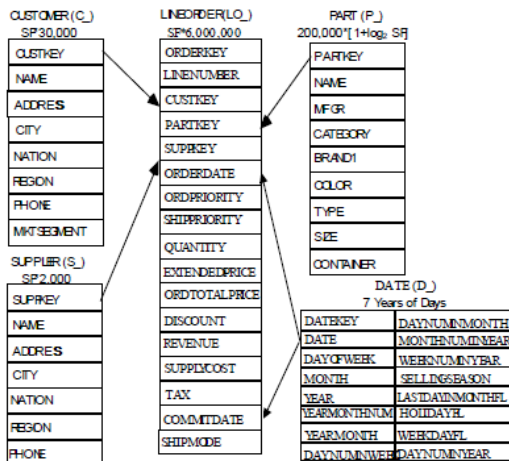 CUSTOMER (C_)
SF*30,000
CUSTKEY
NAME
ADDRESS
CITY
NATION
REGION
PHONE
MKTSEGMENT
SUPPLIER (S_)
SF*2,000
SUPPKEY
NAME
ADDRESS
CITY
NATION
REGION
PHONE
LINEORDER(LO_)
SF*6,000,000
ORDERKEY
LINENUMBER
CUSTKEY
PARTKEY
SUPPKEY
ORDERDATE
ORDPRIORITY
SHIPPRIORITY
QUANTITY
EXTENDEDPRICE
ORDTOTALPRICE
DISCOUNT
REVENUE
SUPPLYCOST
TAX
COMMITDATE
SHIPMODE
PART (P_)
200,000*[1+log₂ SF]
PARTKEY
NAME
MFGR
CATEGORY
BRAND1
COLOR
TYPE
SIZE
CONTAINER
DATE (D_)
7 Years of Days
DATEKEY DAYNUMINMONTH
DATE MONTHNUMINYEAR
DAYOFWEEK WEEKNUMINYEAR
MONTH SELLINGSEASON
YEAR LASTDAYINMONTHFL
YEARMONTHNUM HOLIDAYFL
YEARMONTH WEEKDAYFL
DAYNUMINWEEK DAYNUMINYEAR